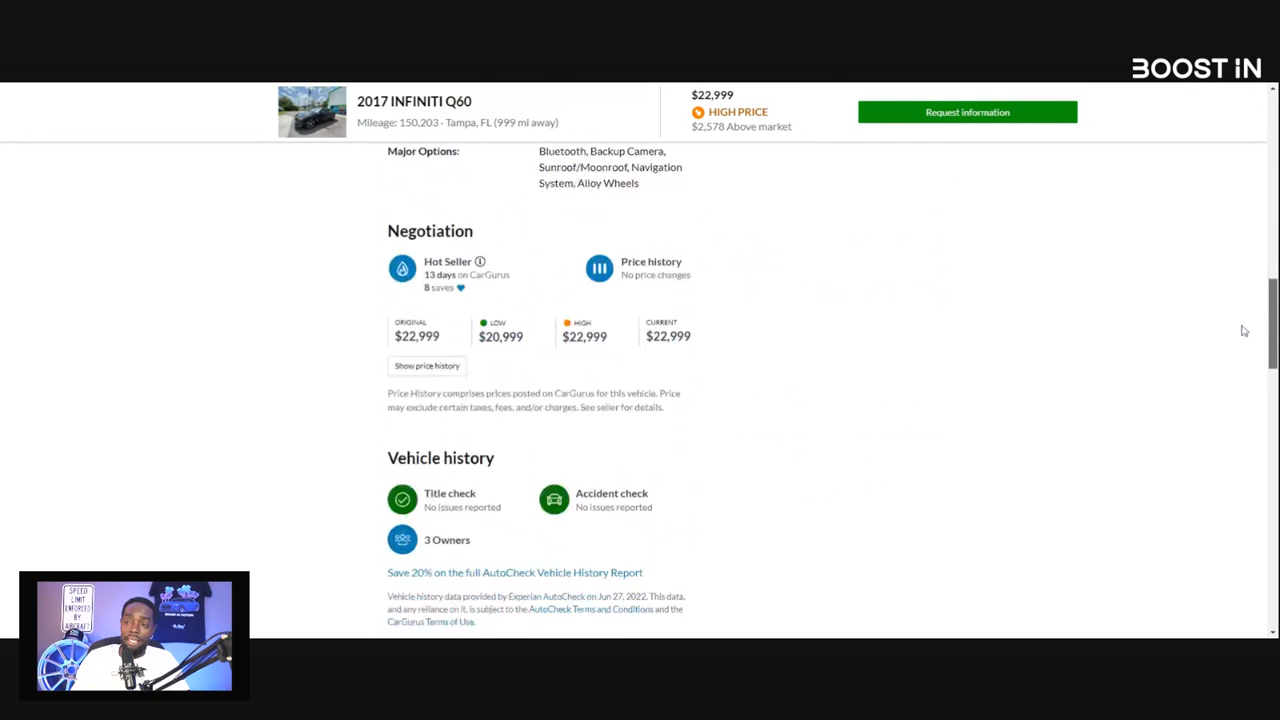 BOOST IN
2017 INFINITI Q60
Mileage: 150,203 · Tampa, FL (999 mi away)
$22,999
HIGH PRICE
$2,578 Above market
Request information
Major Options:
Bluetooth, Backup Camera,
Sunroof/Moonroof, Navigation
System, Alloy Wheels
Negotiation
Hot Seller
13 days on CarGurus
8 saves
Price history
No price changes
ORIGINAL
$22,999
LOW
$20,999
HIGH
$22,999
CURRENT
$22,999
Show price history
Price History comprises prices posted on CarGurus for this vehicle. Price
may exclude certain taxes, fees, and/or charges. See seller for details.
Vehicle history
Title check
No issues reported
Accident check
No issues reported
3 Owners
Save 20% on the full AutoCheck Vehicle History Report
Vehicle history data provided by Experian AutoCheck on Jun 27, 2022. This data,
and any reliance on it, is subject to the AutoCheck Terms and Conditions and the
CarGurus Terms of Use.
SPEED
LIMIT
ENFORCED
BY
AIRCRAFT